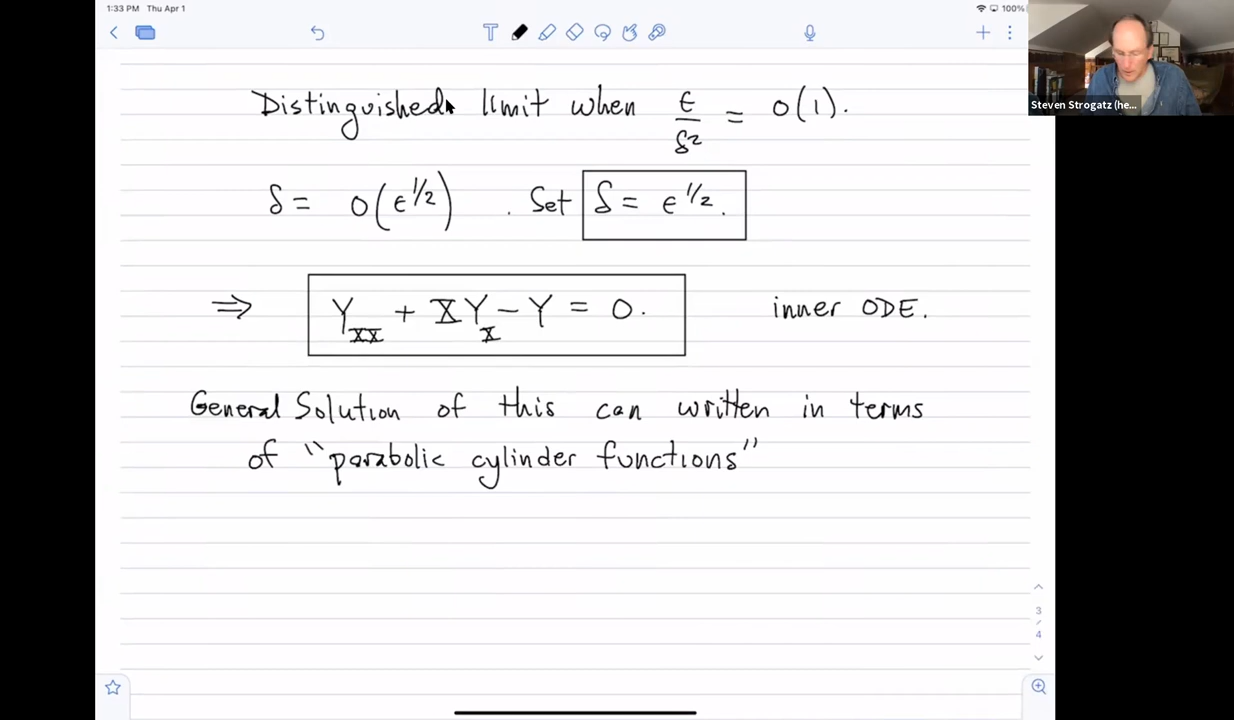 1:33 PM Thu Apr 1
100%
Steven Strogatz (he...
Distinguished limit when ϵ/δ² = O(1).
δ = O(ϵ^1/2). Set δ = ϵ^1/2.
⇒ Y_XX + XY_X - Y = 0. inner ODE.
General Solution of this can written in terms
of "parabolic cylinder functions"
3
/
4